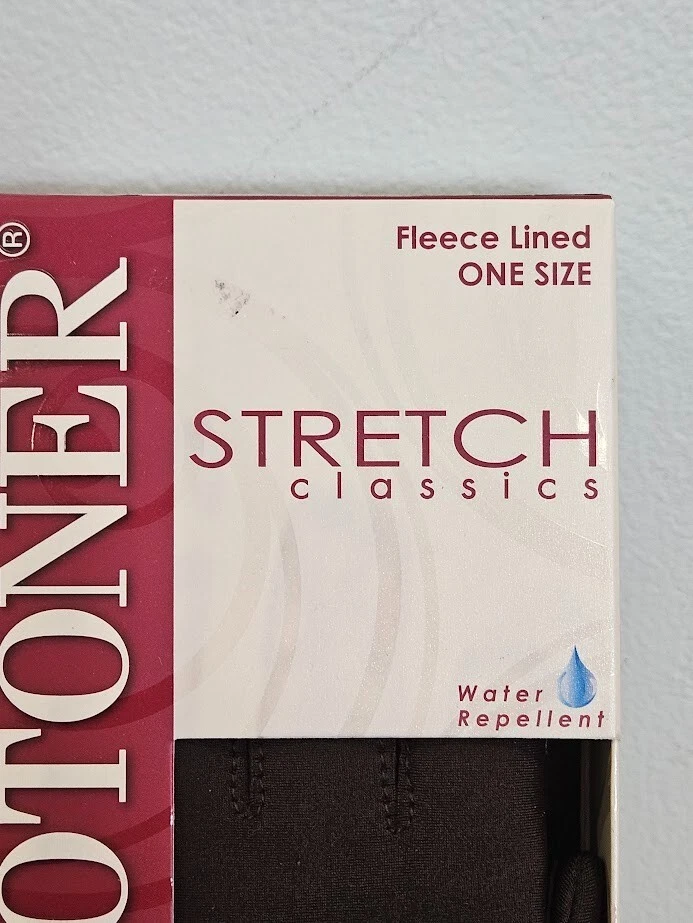 OTONER®
Fleece Lined
ONE SIZE
STRETCH
classics
Water
Repellent